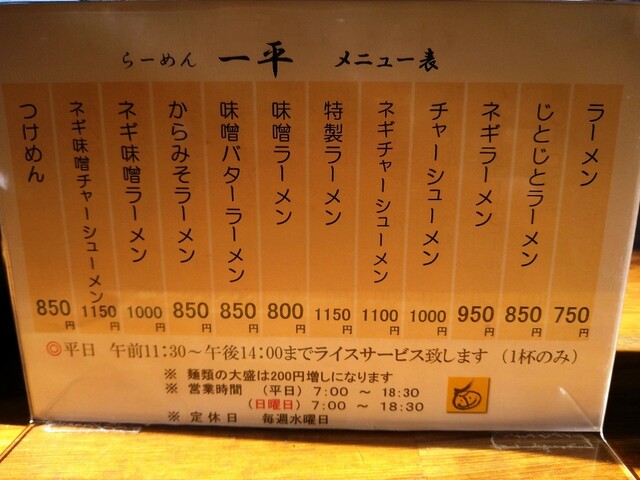 らーめん 一平 メニュー表
ラーメン 750円
じとじとラーメン 850円
ネギラーメン 950円
チャーシューメン 1000円
ネギチャーシューメン 1100円
特製ラーメン 1150円
味噌ラーメン 800円
味噌バターラーメン 850円
からみそラーメン 850円
ネギ味噌ラーメン 1000円
ネギ味噌チャーシューメン 1150円
つけめん 850円
◎平日 午前11:30～午後14:00までライスサービス致します (1杯のみ)
※ 麺類の大盛は200円増しになります
※ 営業時間 (平日) 7:00 ～ 18:30
(日曜日) 7:00 ～ 18:30
※ 定休日 毎週水曜日